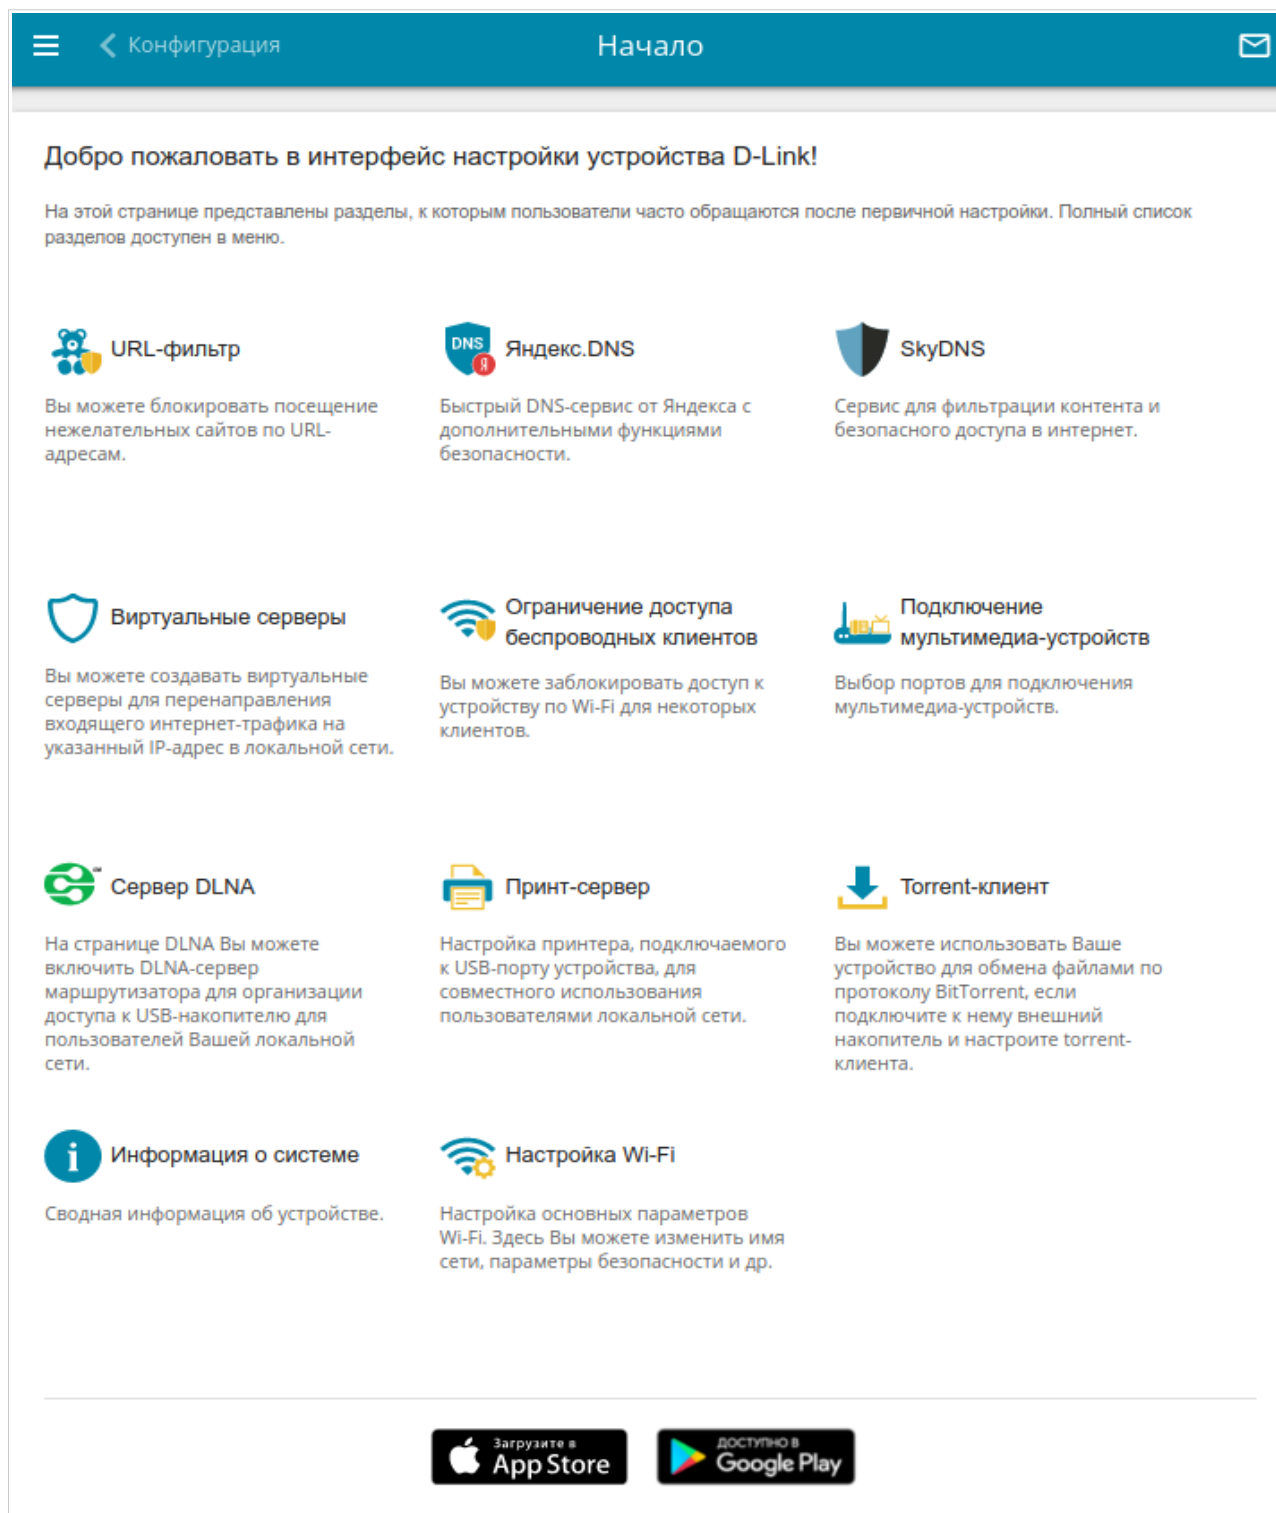 Конфигурация
Начало
Добро пожаловать в интерфейс настройки устройства D-Link!
На этой странице представлены разделы, к которым пользователи часто обращаются после первичной настройки. Полный список
разделов доступен в меню.
URL-фильтр
Вы можете блокировать посещение
нежелательных сайтов по URL-
адресам.
DNS
Я
Яндекс.DNS
Быстрый DNS-сервис от Яндекса с
дополнительными функциями
безопасности.
SkyDNS
Сервис для фильтрации контента и
безопасного доступа в интернет.
Виртуальные серверы
Вы можете создавать виртуальные
серверы для перенаправления
входящего интернет-трафика на
указанный IP-адрес в локальной сети.
Ограничение доступа
беспроводных клиентов
Вы можете заблокировать доступ к
устройству по Wi-Fi для некоторых
клиентов.
Подключение
мультимедиа-устройств
Выбор портов для подключения
мультимедиа-устройств.
Сервер DLNA
На странице DLNA Вы можете
включить DLNA-сервер
маршрутизатора для организации
доступа к USB-накопителю для
пользователей Вашей локальной
сети.
Принт-сервер
Настройка принтера, подключаемого
к USB-порту устройства, для
совместного использования
пользователями локальной сети.
Torrent-клиент
Вы можете использовать Ваше
устройство для обмена файлами по
протоколу BitTorrent, если
подключите к нему внешний
накопитель и настроите torrent-
клиента.
i
Информация о системе
Сводная информация об устройстве.
Настройка Wi-Fi
Настройка основных параметров
Wi-Fi. Здесь Вы можете изменить имя
сети, параметры безопасности и др.
Загрузите в
App Store
ДОСТУПНО В
Google Play